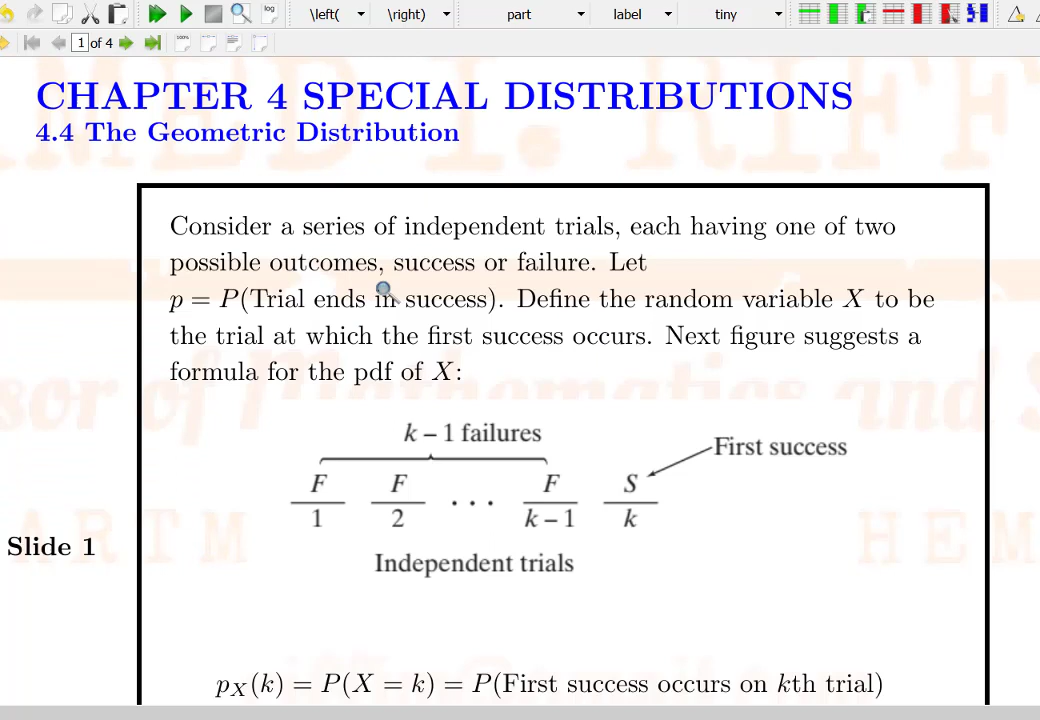 log \left( \right) part label tiny
1 of 4 100%
CHAPTER 4 SPECIAL DISTRIBUTIONS
4.4 The Geometric Distribution
Consider a series of independent trials, each having one of two
possible outcomes, success or failure. Let
p = P(Trial ends in success). Define the random variable X to be
the trial at which the first success occurs. Next figure suggests a
formula for the pdf of X:
k – 1 failures
First success
F F · · · F S
1 2 k – 1 k
Slide 1
Independent trials
p_X(k) = P(X = k) = P(First success occurs on kth trial)